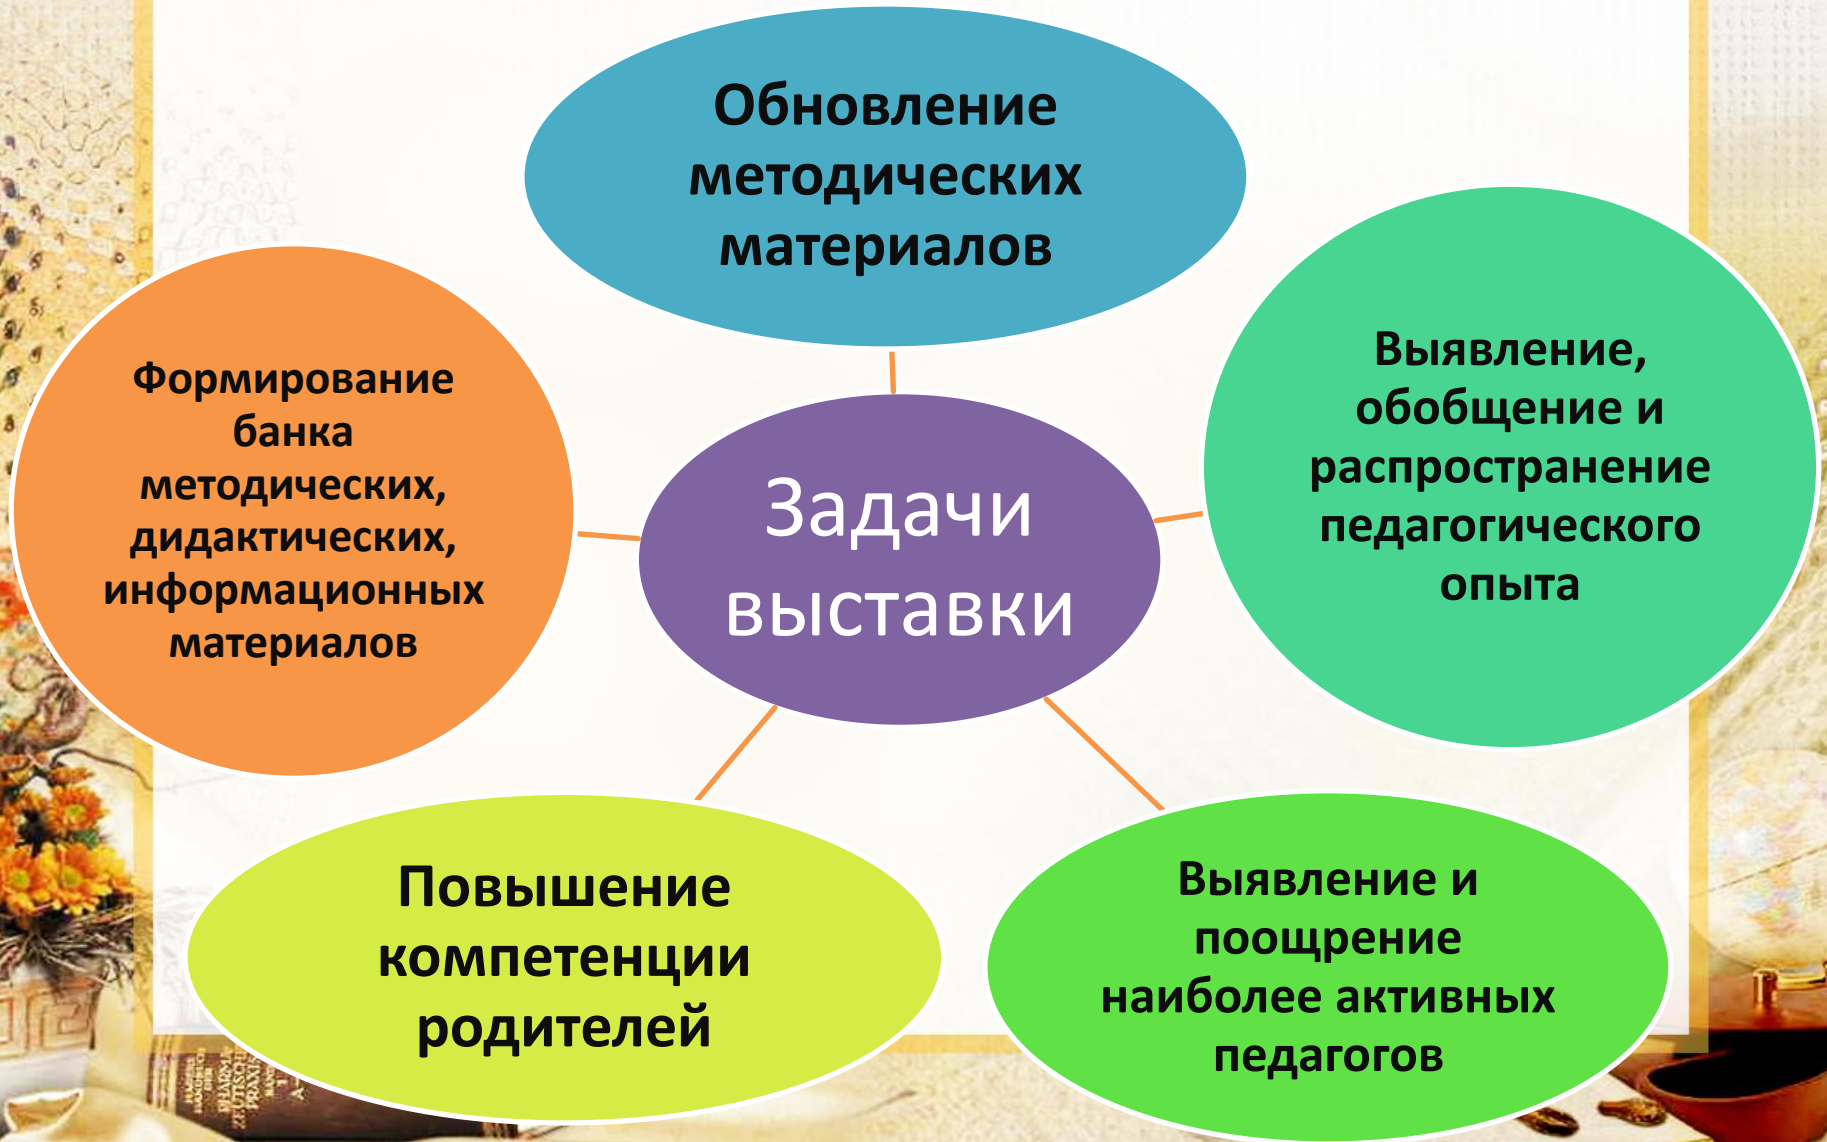 Обновление
методических
материалов
Выявление,
обобщение и
распространение
педагогического
опыта
Формирование
банка
методических,
дидактических,
информационных
материалов
Задачи
выставки
Повышение
компетенции
родителей
Выявление и
поощрение
наиболее активных
педагогов